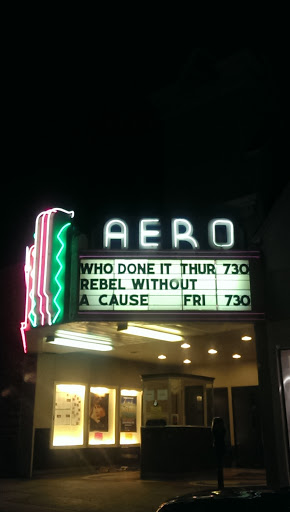 AERO
WHO DONE IT THUR 730
REBEL WITHOUT
A CAUSE FRI 730